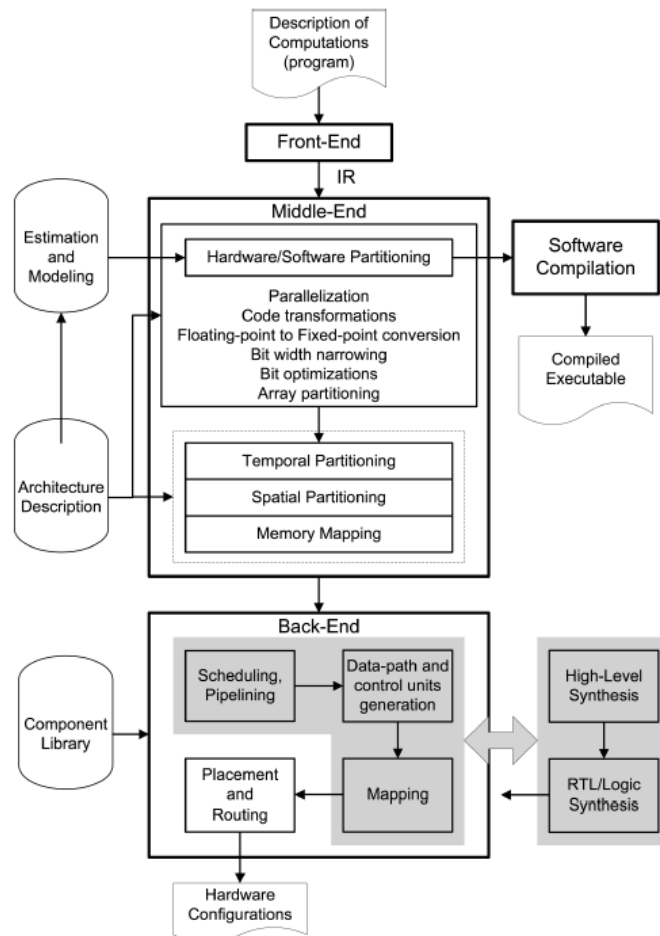 Description of
Computations
(program)
Front-End
IR
Middle-End
Estimation
and
Modeling
Hardware/Software Partitioning
Software
Compilation
Parallelization
Code transformations
Floating-point to Fixed-point conversion
Bit width narrowing
Bit optimizations
Array partitioning
Compiled
Executable
Architecture
Description
Temporal Partitioning
Spatial Partitioning
Memory Mapping
Back-End
Component
Library
Scheduling,
Pipelining
Data-path and
control units
generation
High-Level
Synthesis
Placement
and
Routing
Mapping
RTL/Logic
Synthesis
Hardware
Configurations